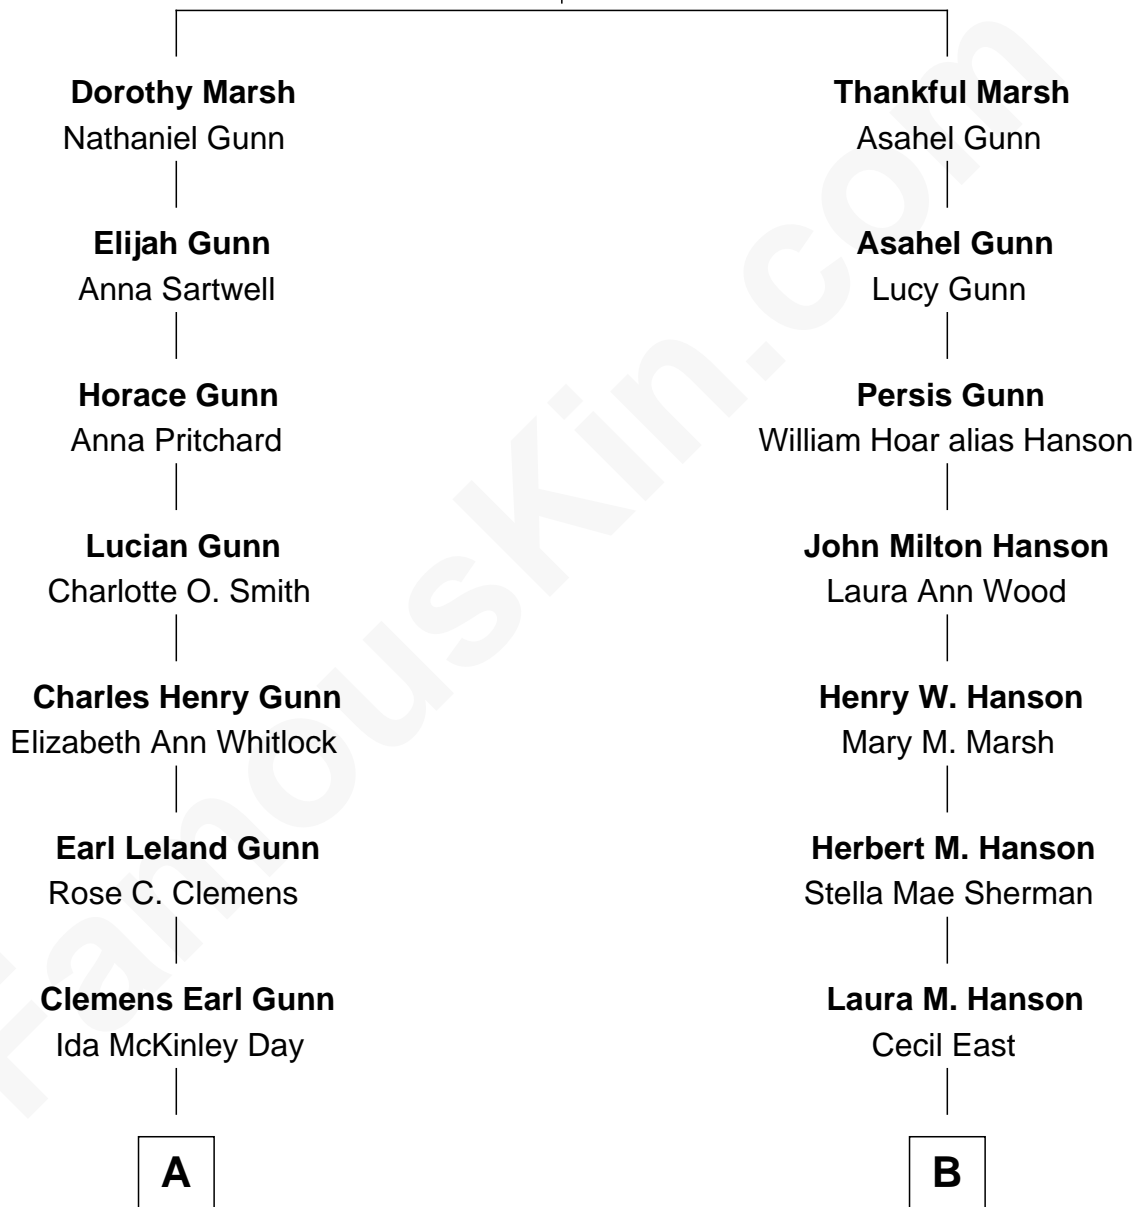 Dorothy Marsh
Nathaniel Gunn
Thankful Marsh
Asahel Gunn
Elijah Gunn
Anna Sartwell
Asahel Gunn
Lucy Gunn
Horace Gunn
Anna Pritchard
Persis Gunn
William Hoar alias Hanson
Lucian Gunn
Charlotte O. Smith
John Milton Hanson
Laura Ann Wood
Charles Henry Gunn
Elizabeth Ann Whitlock
Henry W. Hanson
Mary M. Marsh
Earl Leland Gunn
Rose C. Clemens
Herbert M. Hanson
Stella Mae Sherman
Clemens Earl Gunn
Ida McKinley Day
Laura M. Hanson
Cecil East
A
B
FamousKin.com